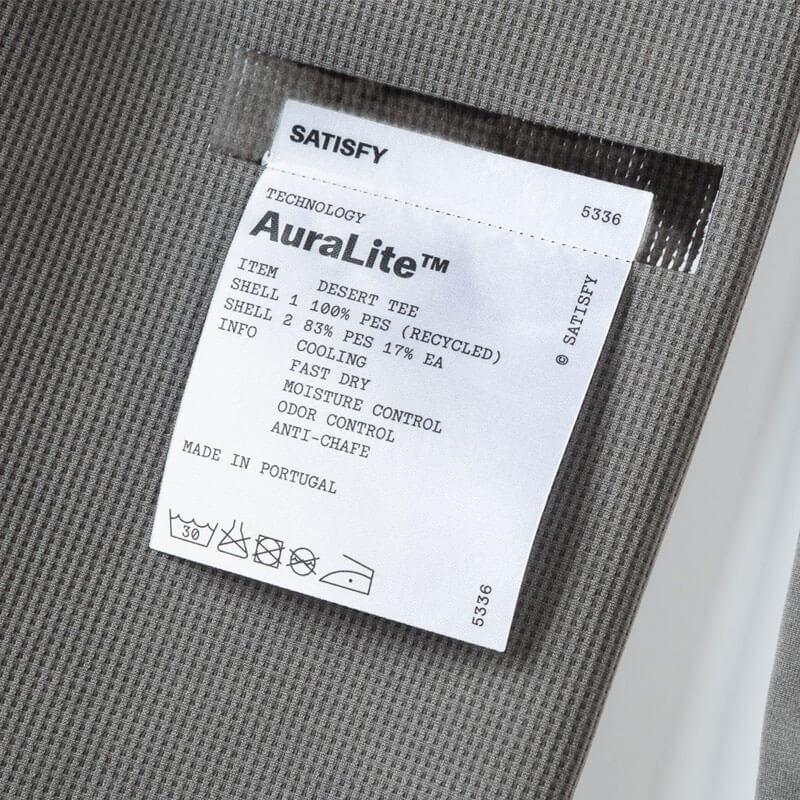 SATISFY
5336
TECHNOLOGY
AuraLite™
ITEM DESERT TEE
SHELL 1 100% PES (RECYCLED)
SHELL 2 83% PES 17% EA
INFO COOLING
FAST DRY
MOISTURE CONTROL
ODOR CONTROL
ANTI-CHAFE
MADE IN PORTUGAL
30
© SATISFY
5336